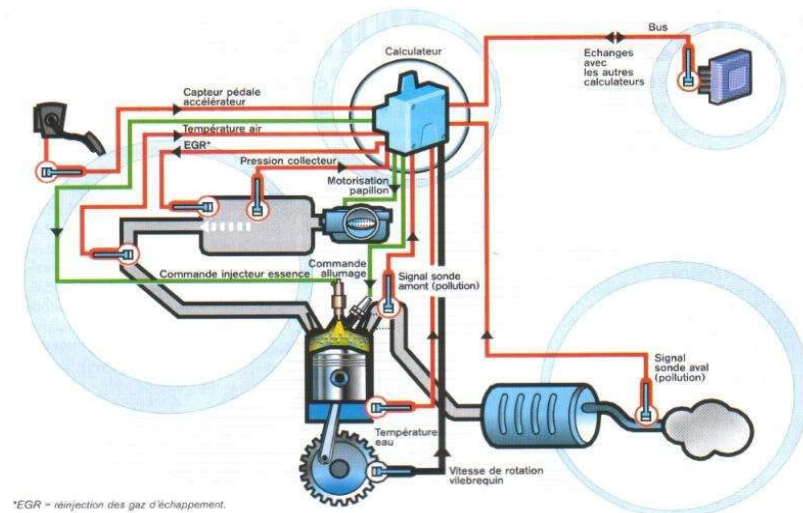 Bus
Calculateur
Echanges
avec
les autres
calculateurs
Capteur pédale
accélérateur
Température air
EGR*
Pression collecteur
Motorisation
papillon
Commande
allumage
Commande injecteur essence
Signal sonde
amont (pollution)
Signal
sonde aval
(pollution)
Température
eau
Vitesse de rotation
vilebrequin
*EGR = réinjection des gaz d'échappement.